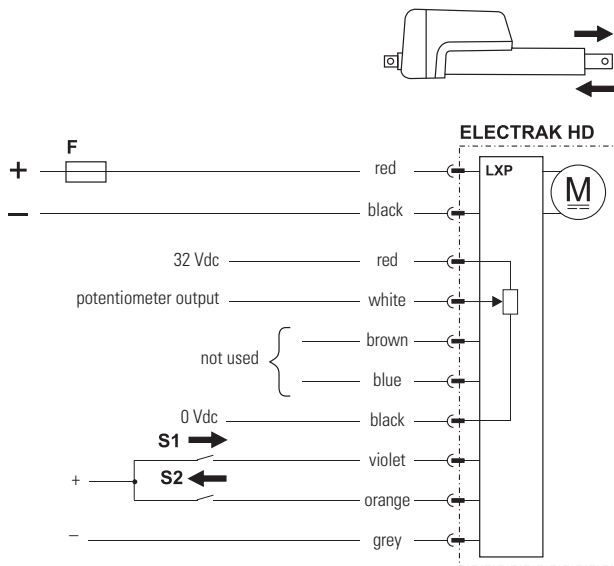 ELECTRAK HD
F
+ red LXP
M
− black
32 Vdc red
potentiometer output white
brown
not used
blue
0 Vdc black
S1
violet
+ S2
orange
− grey